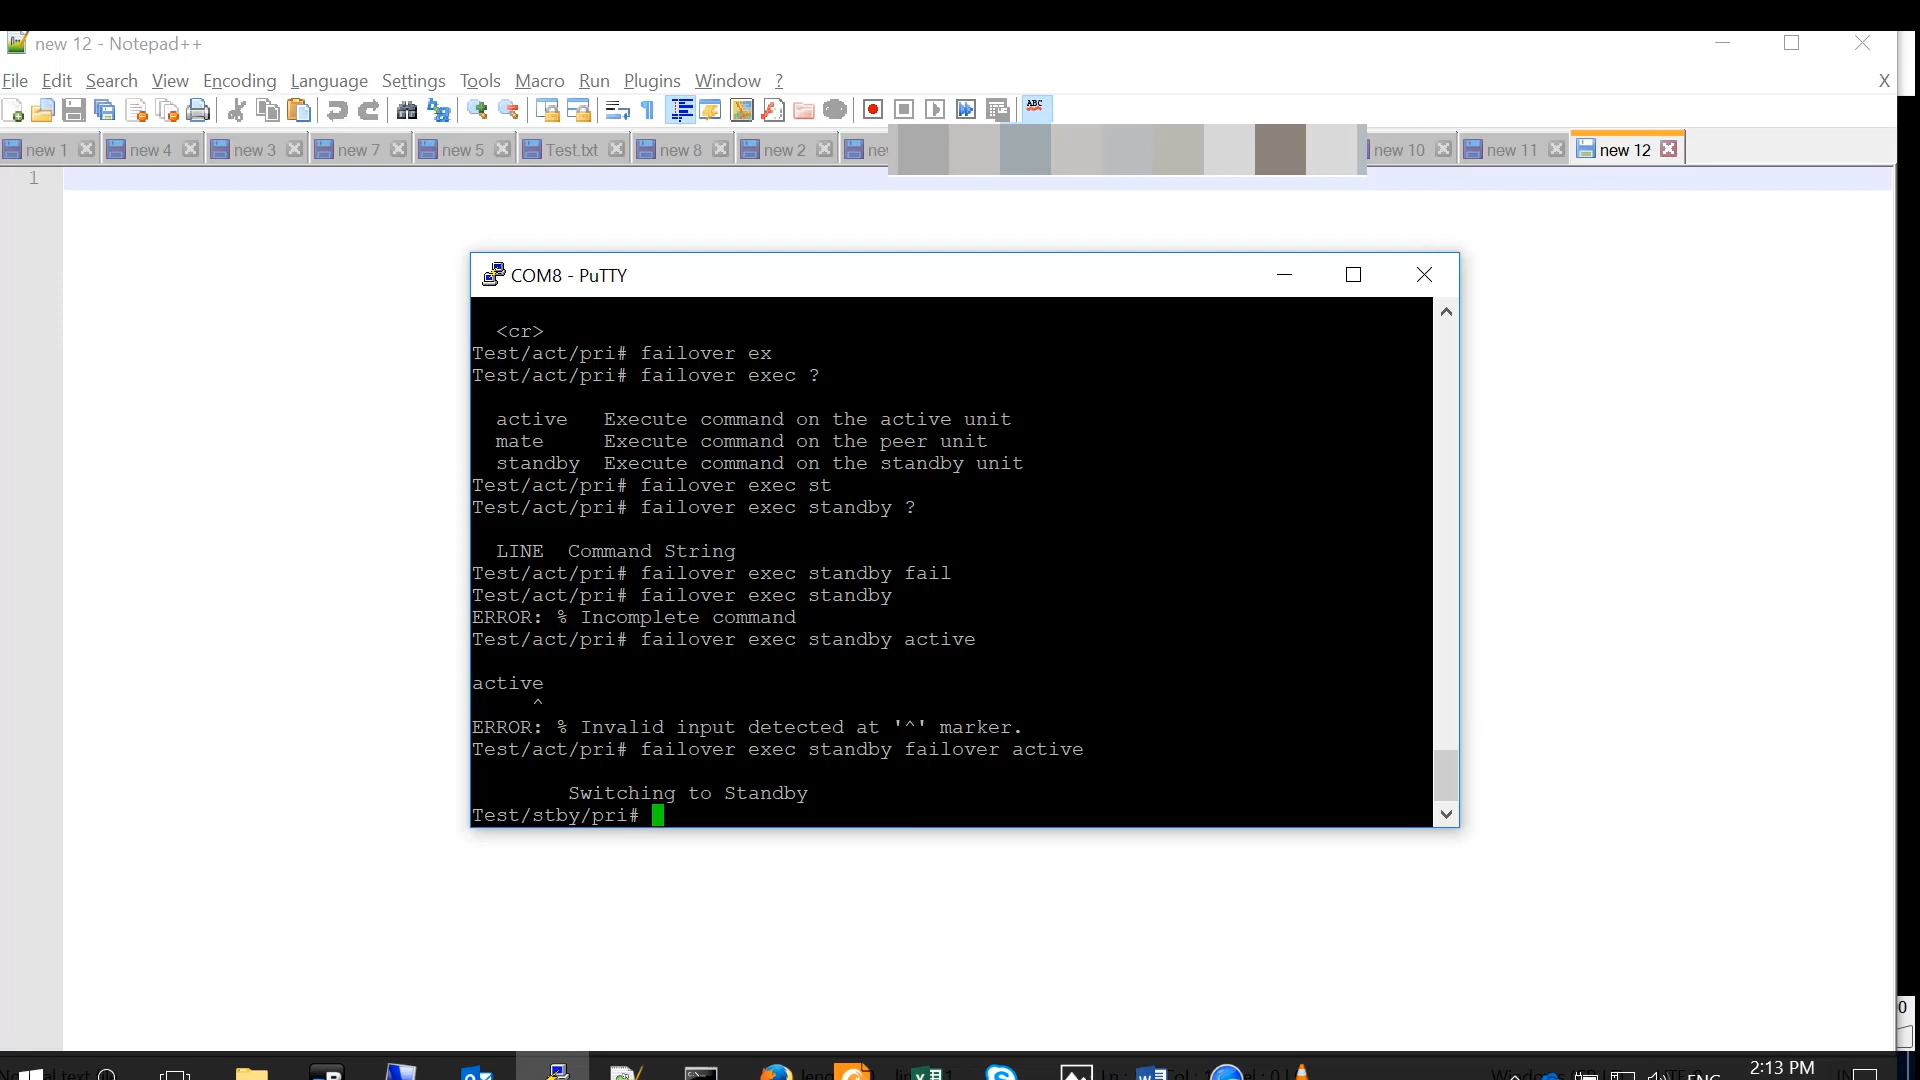 new 12 - Notepad++
File Edit Search View Encoding Language Settings Tools Macro Run Plugins Window ? X
ABC
new 1 new 4 new 3 new 7 new 5 Test.txt new 8 new 2 new 10 new 11 new 12
1
COM8 - PuTTY
<cr>
Test/act/pri# failover ex
Test/act/pri# failover exec ?
active Execute command on the active unit
mate Execute command on the peer unit
standby Execute command on the standby unit
Test/act/pri# failover exec st
Test/act/pri# failover exec standby ?
LINE Command String
Test/act/pri# failover exec standby fail
Test/act/pri# failover exec standby
ERROR: % Incomplete command
Test/act/pri# failover exec standby active
active
^
ERROR: % Invalid input detected at '^' marker.
Test/act/pri# failover exec standby failover active
Switching to Standby
Test/stby/pri#
2:13 PM